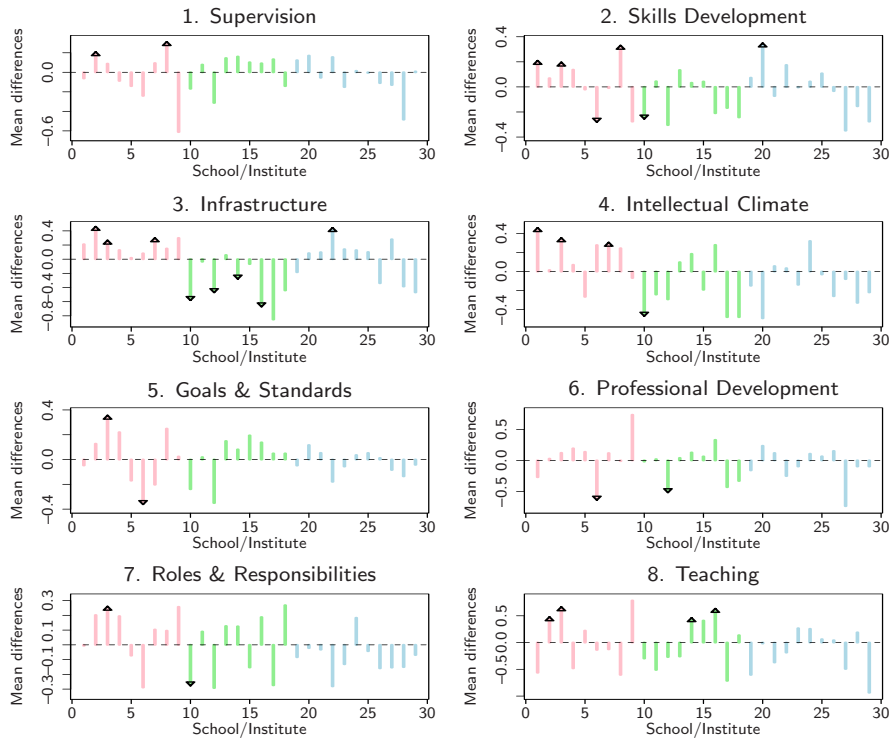 1. Supervision
Mean differences
0.0
−0.6
0 5 10 15 20 25 30
School/Institute
2. Skills Development
Mean differences
0.4
0.0
−0.4
0 5 10 15 20 25 30
School/Institute
3. Infrastructure
Mean differences
0.4
−0.0
−0.4
−0.8
0 5 10 15 20 25 30
School/Institute
4. Intellectual Climate
Mean differences
0.4
0.0
−0.4
0 5 10 15 20 25 30
School/Institute
5. Goals & Standards
Mean differences
0.4
0.0
−0.4
0 5 10 15 20 25 30
School/Institute
6. Professional Development
Mean differences
0.5
0.0
−0.5
0 5 10 15 20 25 30
School/Institute
7. Roles & Responsibilities
Mean differences
0.3
0.1
−0.1
−0.3
0 5 10 15 20 25 30
School/Institute
8. Teaching
Mean differences
0.5
0.0
−0.5
0 5 10 15 20 25 30
School/Institute